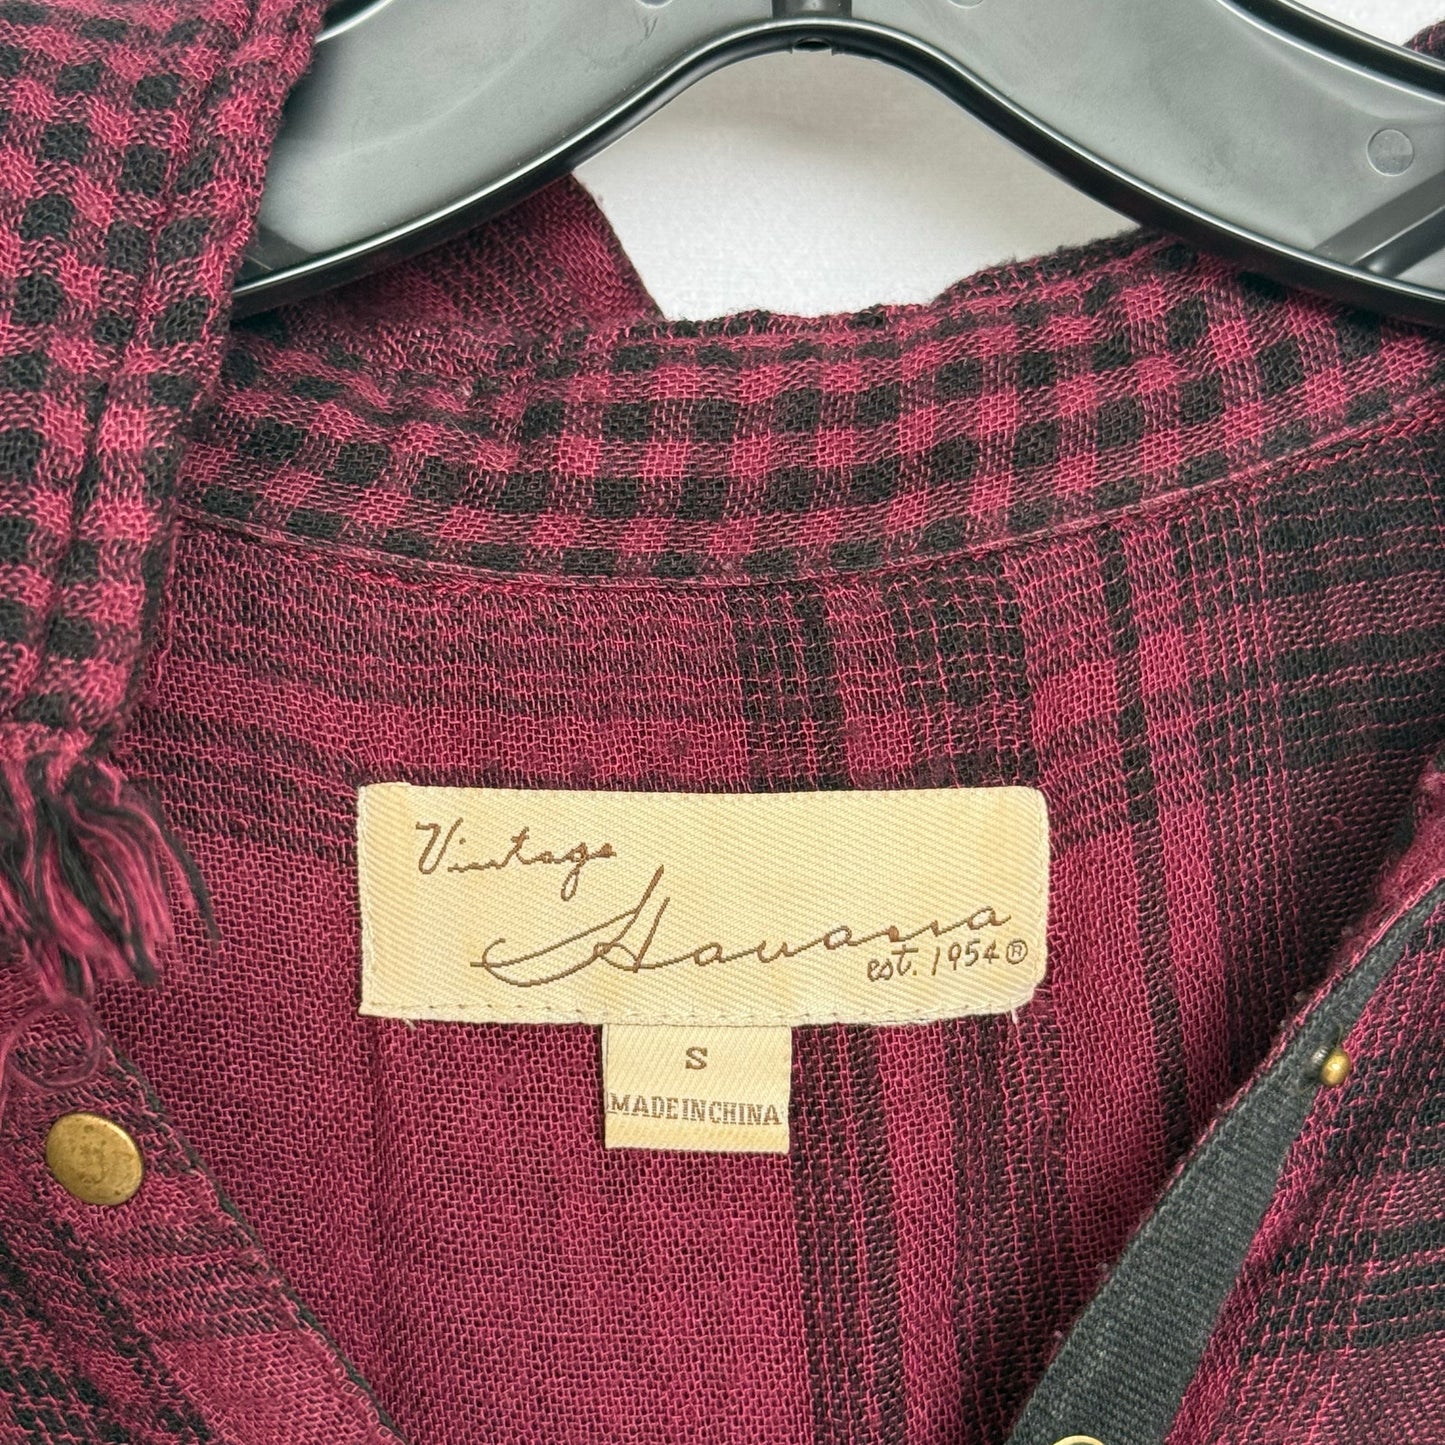 Vintage
Havana
est. 1954®
S
MADE IN CHINA